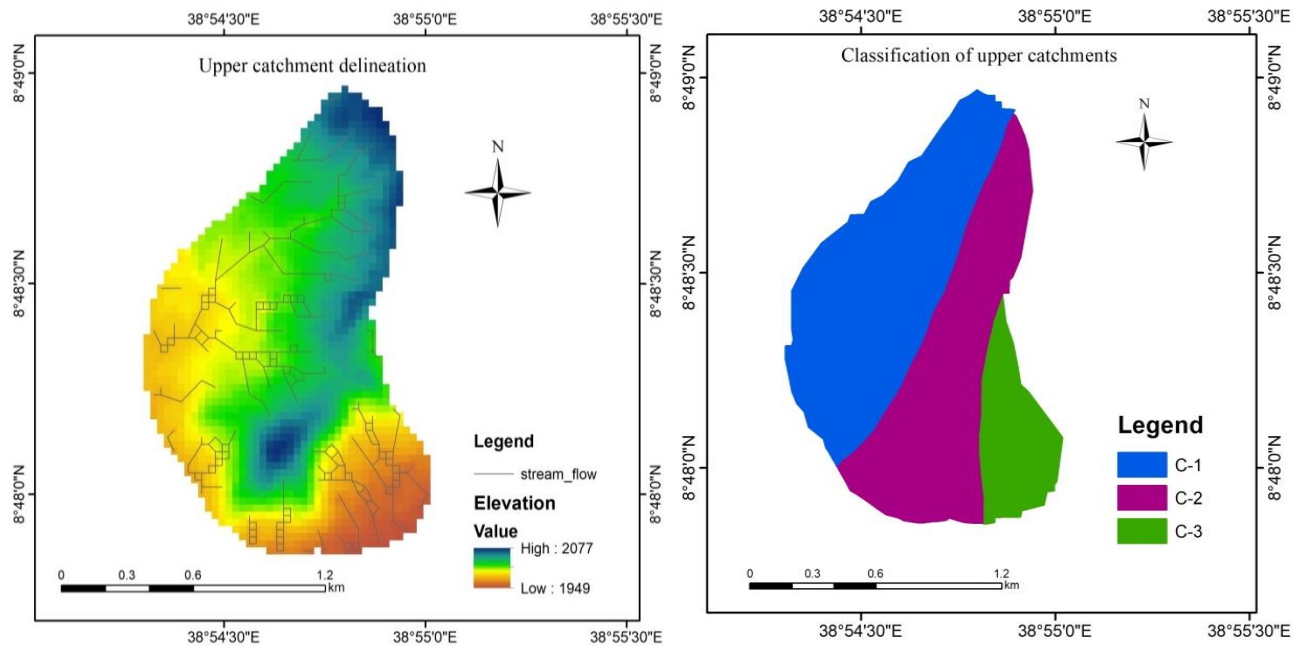 38°54'30"E 38°55'0"E 38°55'30"E
Upper catchment delineation
8°49'0"N
8°49'0"N
N
8°48'30"N
8°48'30"N
8°48'0"N
8°48'0"N
Legend
stream_flow
Elevation
Value
High : 2077
Low : 1949
0 0.3 0.6 1.2
km
38°54'30"E 38°55'0"E 38°55'30"E
38°54'30"E 38°55'0"E 38°55'30"E
Classification of upper catchments
8°49'0"N
8°49'0"N
N
8°48'30"N
8°48'30"N
8°48'0"N
8°48'0"N
Legend
C-1
C-2
C-3
0 0.3 0.6 1.2
km
38°54'30"E 38°55'0"E 38°55'30"E